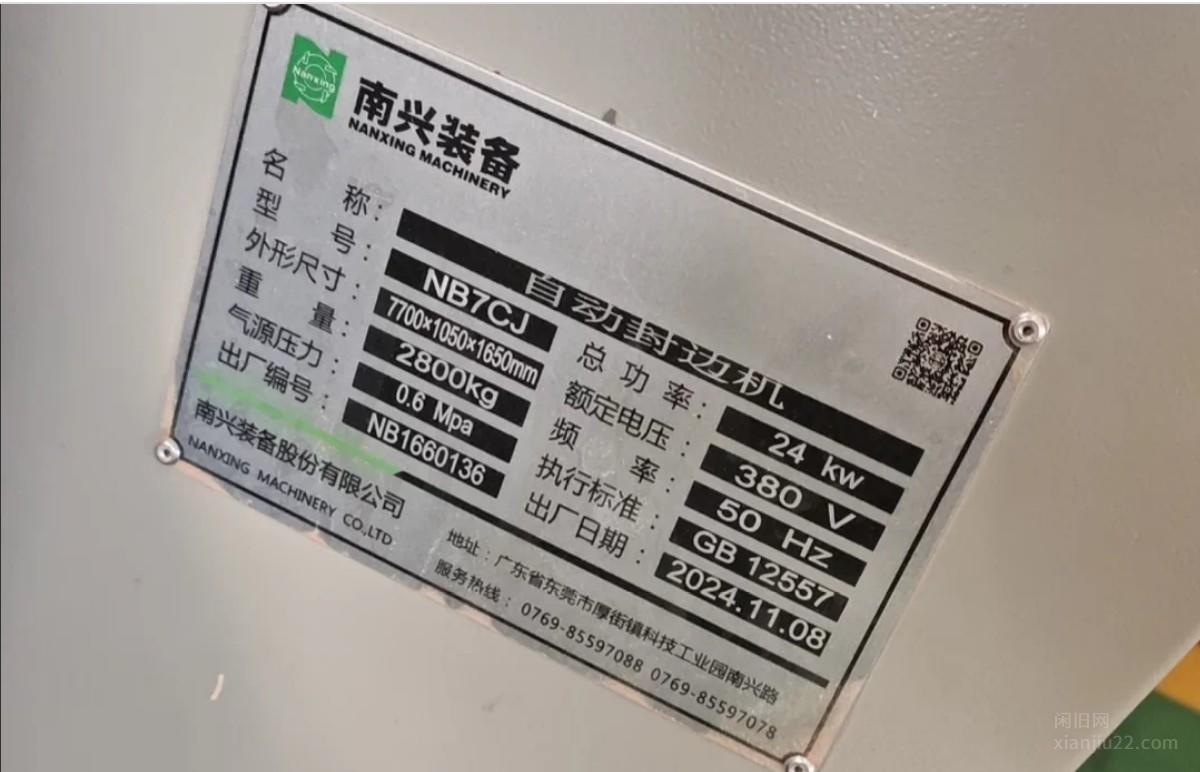 Nanxing
南兴装备
NANXING MACHINERY
名 称： 自动封边机
型 号： NB7CJ 总 功 率： 24 kw
外形尺寸： 7700×1050×1650mm 额定电压： 380 V
重 量： 2800kg 频 率： 50 Hz
气源压力： 0.6 Mpa 执行标准： GB 12557
出厂编号： NB1660136 出厂日期： 2024.11.08
南兴装备股份有限公司
NANXING MACHINERY CO.,LTD
地址：广东省东莞市厚街镇科技工业园南兴路
服务热线：0769-85597088 0769-85597078
闲旧网
xianjiu22.com